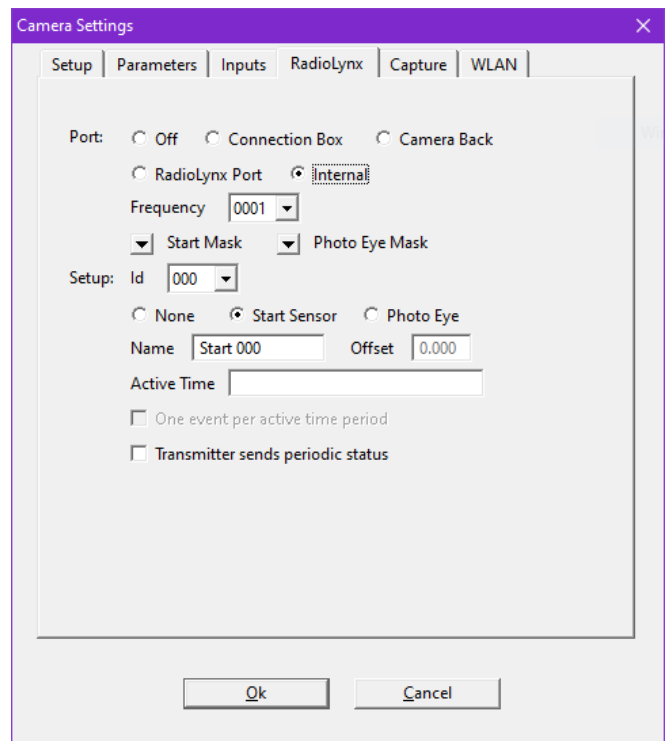 Camera Settings
Setup Parameters Inputs RadioLynx Capture WLAN
Port: Off Connection Box Camera Back
RadioLynx Port Internal
Frequency 0001
Start Mask Photo Eye Mask
Setup: Id 000
None Start Sensor Photo Eye
Name Start 000 Offset 0.000
Active Time
One event per active time period
Transmitter sends periodic status
Ok Cancel